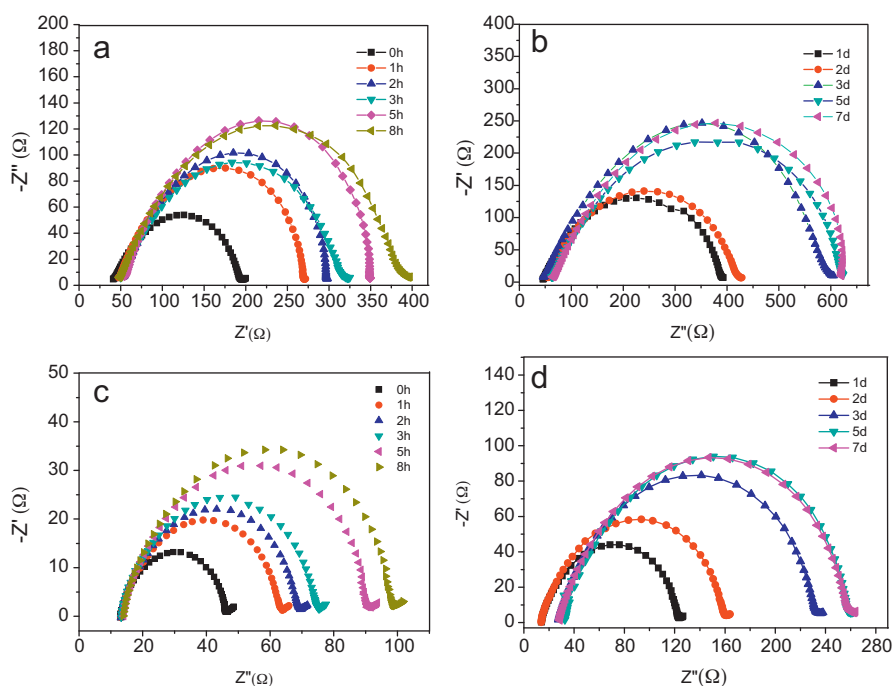 a
200
180
160
140
120
100
80
60
40
20
0
-Z''(Ω)
0 50 100 150 200 250 300 350 400
Z'(Ω)
0h
1h
2h
3h
5h
8h
b
400
350
300
250
200
150
100
50
0
-Z'(Ω)
0 100 200 300 400 500 600 700
Z''(Ω)
1d
2d
3d
5d
7d
c
50
40
30
20
10
0
-Z'(Ω)
0 20 40 60 80 100
Z''(Ω)
0h
1h
2h
3h
5h
8h
d
140
120
100
80
60
40
20
0
-Z'(Ω)
0 40 80 120 160 200 240 280
Z''(Ω)
1d
2d
3d
5d
7d